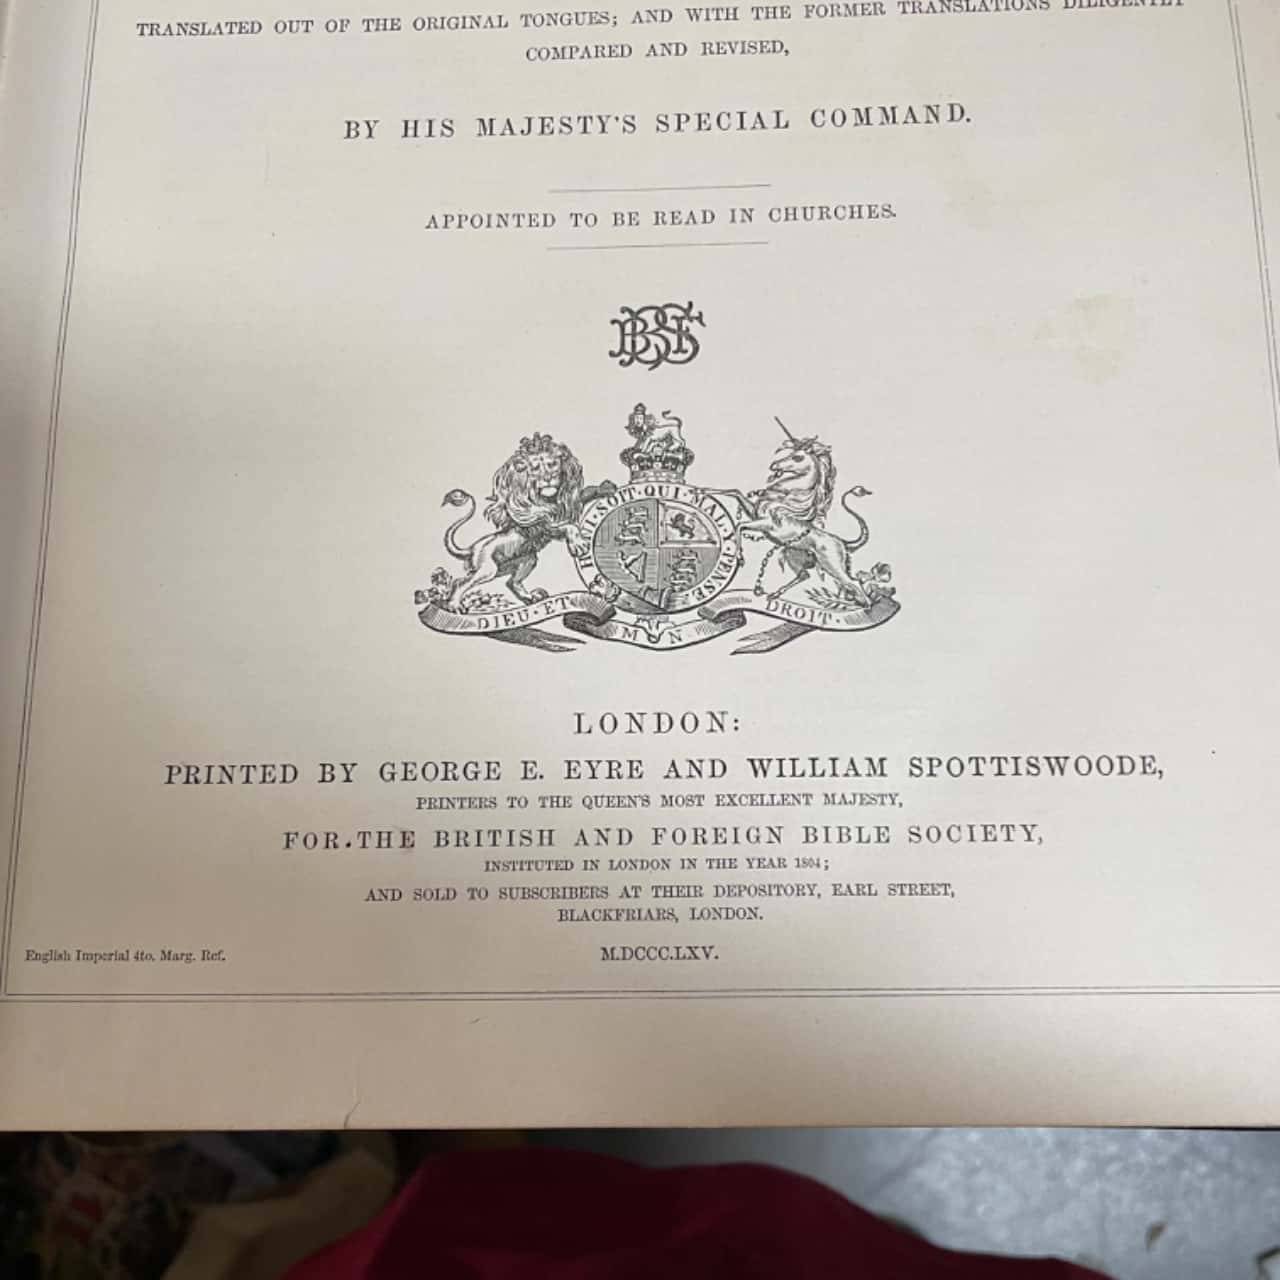 TRANSLATED OUT OF THE ORIGINAL TONGUES; AND WITH THE FORMER TRANSLATIONS DILIGENTLY
COMPARED AND REVISED,
BY HIS MAJESTY'S SPECIAL COMMAND.
APPOINTED TO BE READ IN CHURCHES.
BFBS
HONI·SOIT·QUI·MAL·Y·PENSE
DIEU·ET·
MON
DROIT·
LONDON:
PRINTED BY GEORGE E. EYRE AND WILLIAM SPOTTISWOODE,
PRINTERS TO THE QUEEN'S MOST EXCELLENT MAJESTY,
FOR.THE BRITISH AND FOREIGN BIBLE SOCIETY,
INSTITUTED IN LONDON IN THE YEAR 1804;
AND SOLD TO SUBSCRIBERS AT THEIR DEPOSITORY, EARL STREET,
BLACKFRIARS, LONDON.
English Imperial 4to. Marg. Ref.
M.DCCC.LXV.